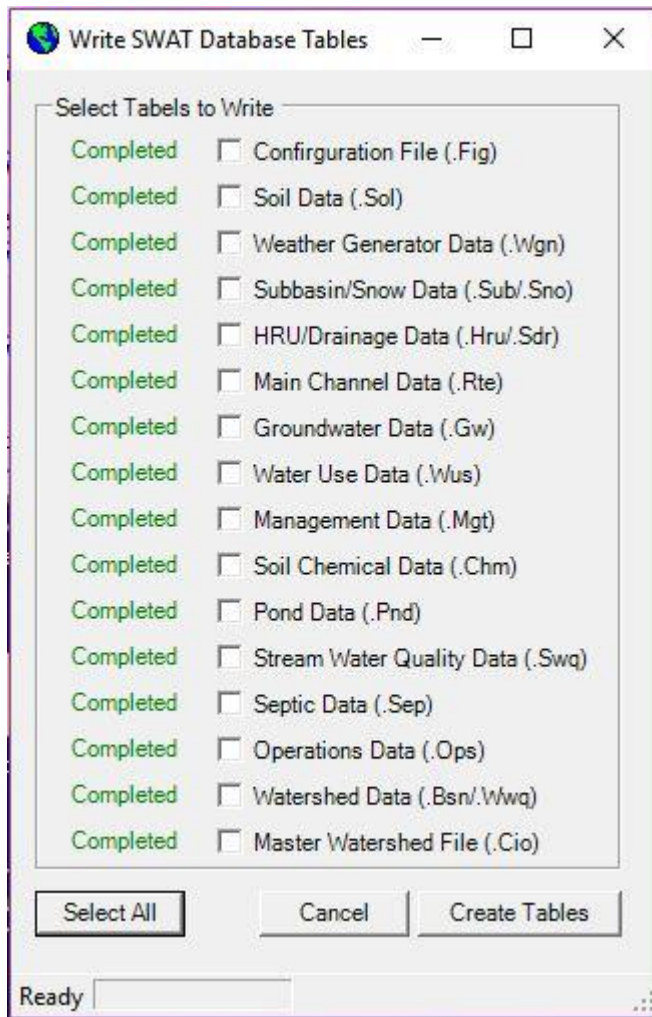 Write SWAT Database Tables
Select Tabels to Write
Completed Confirguration File (.Fig)
Completed Soil Data (.Sol)
Completed Weather Generator Data (.Wgn)
Completed Subbasin/Snow Data (.Sub/.Sno)
Completed HRU/Drainage Data (.Hru/.Sdr)
Completed Main Channel Data (.Rte)
Completed Groundwater Data (.Gw)
Completed Water Use Data (.Wus)
Completed Management Data (.Mgt)
Completed Soil Chemical Data (.Chm)
Completed Pond Data (.Pnd)
Completed Stream Water Quality Data (.Swq)
Completed Septic Data (.Sep)
Completed Operations Data (.Ops)
Completed Watershed Data (.Bsn/.Wwq)
Completed Master Watershed File (.Cio)
Select All Cancel Create Tables
Ready